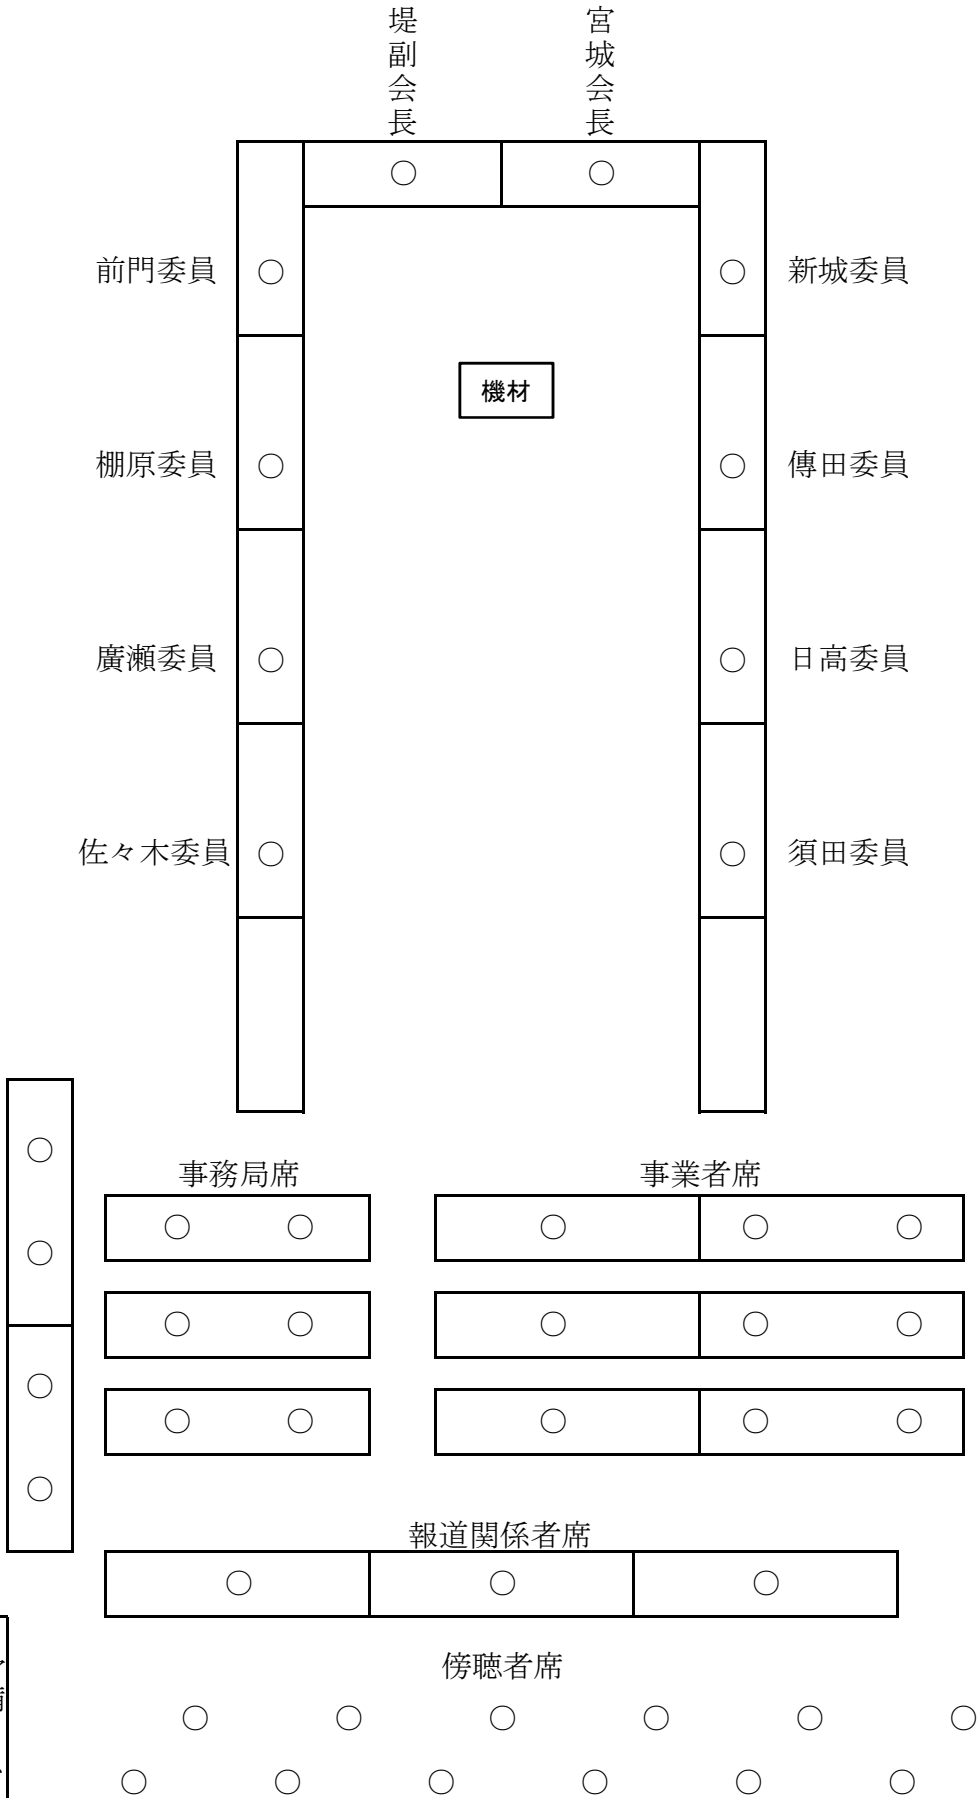 堤副会長
宮城会長
前門委員
新城委員
機材
棚原委員
傳田委員
廣瀬委員
日高委員
佐々木委員
須田委員
事務局席
事業者席
報道関係者席
傍聴者席